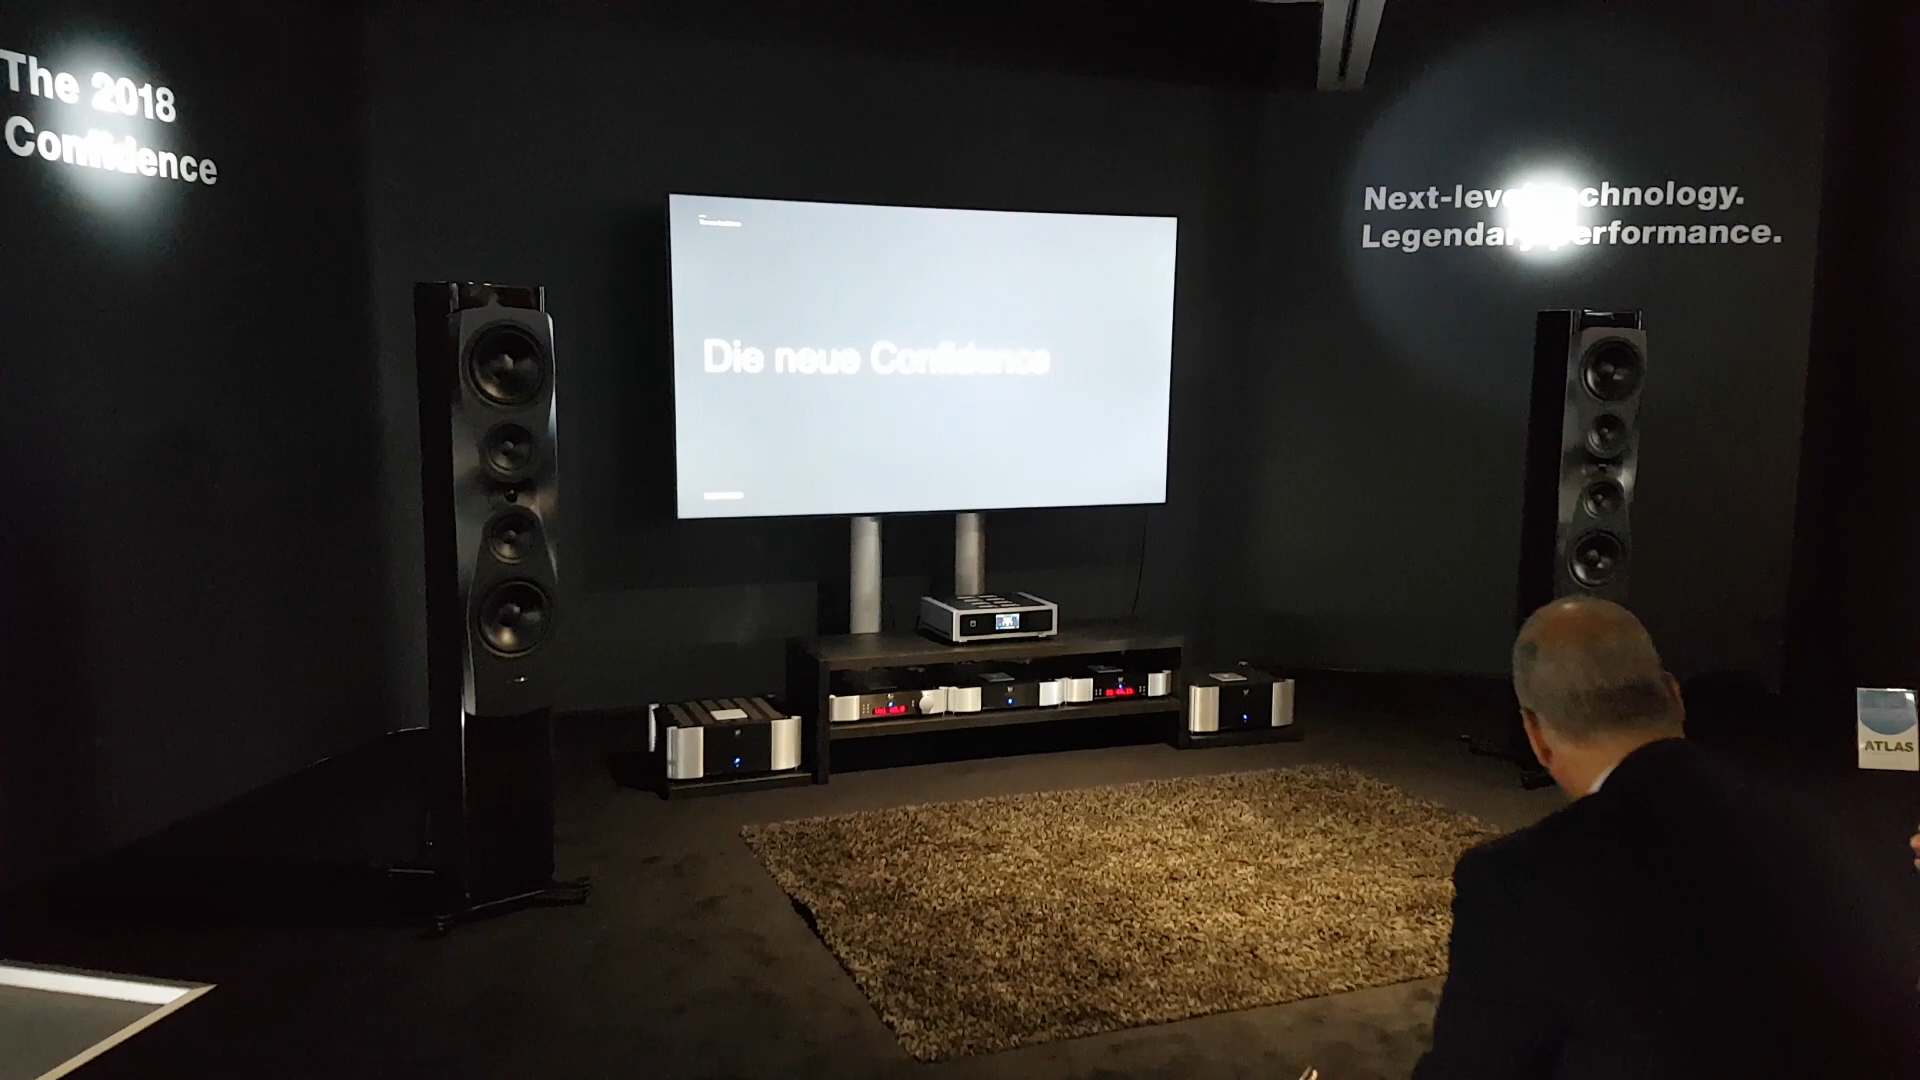 The 2018
Confidence
Next-level technology.
Legendary performance.
Die neue Confidence
ATLAS